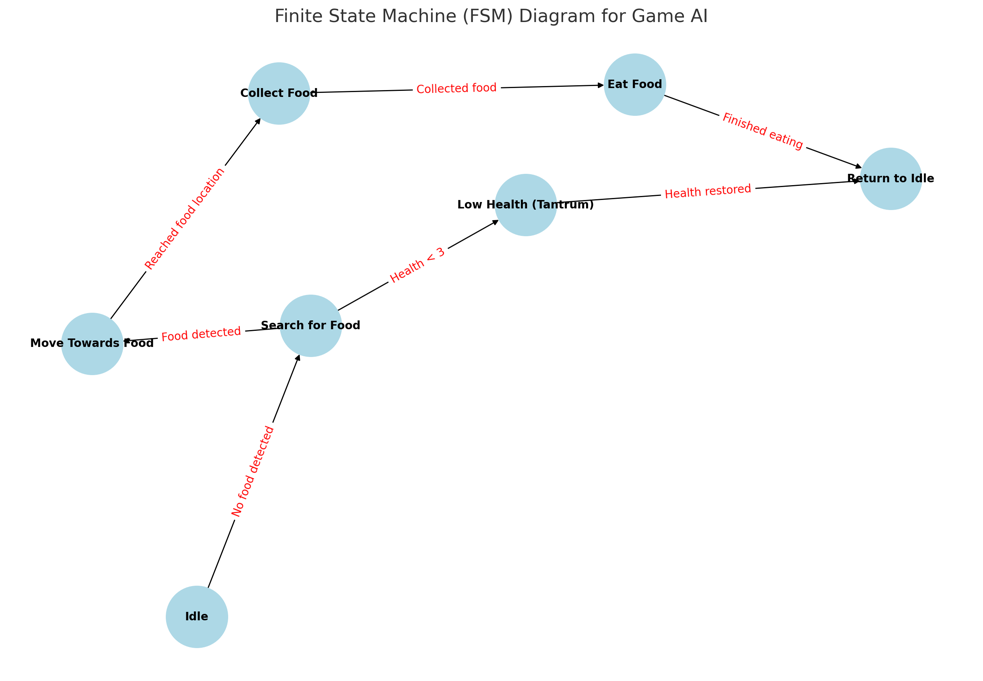 Finite State Machine (FSM) Diagram for Game AI
Collect Food
Collected food
Eat Food
Finished eating
Return to Idle
Health restored
Low Health (Tantrum)
Reached food location
Health < 3
Search for Food
Food detected
Move Towards Food
No food detected
Idle